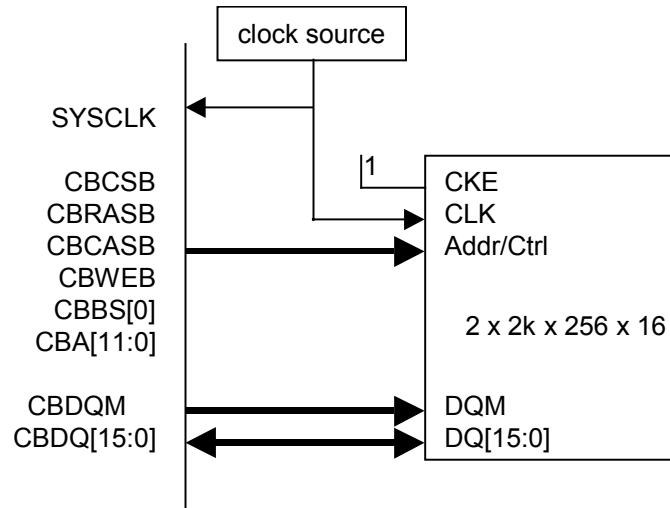 clock source
SYSCLK
1
CBCSB
CKE
CBRASB
CLK
CBCASB
Addr/Ctrl
CBWEB
CBBS[0]
2 x 2k x 256 x 16
CBA[11:0]
CBDQM
DQM
CBDQ[15:0]
DQ[15:0]